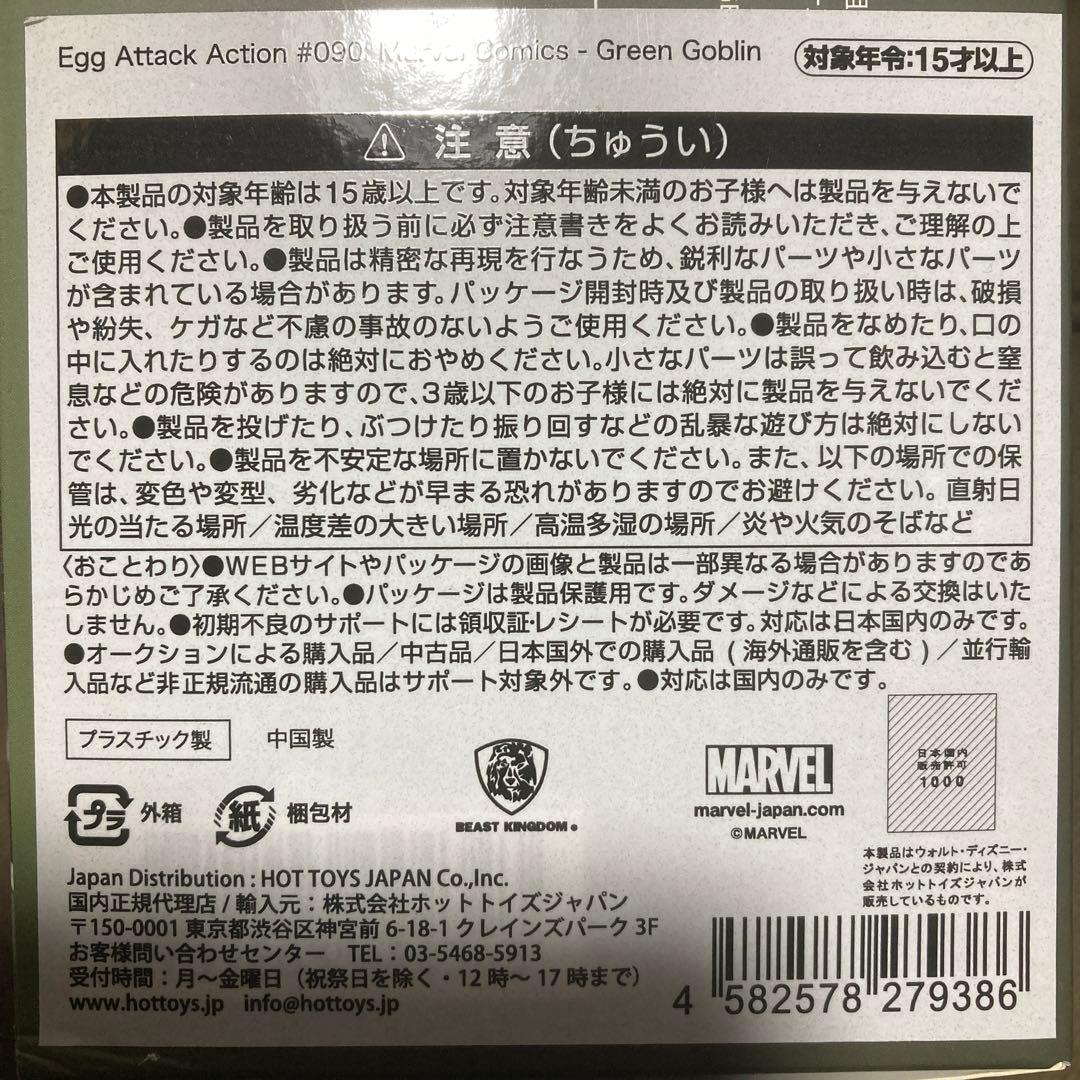 Egg Attack Action #090: Marvel Comics - Green Goblin
対象年令:15才以上
注 意（ちゅうい）
●本製品の対象年齢は15歳以上です。対象年齢未満のお子様へは製品を与えないで
ください。●製品を取り扱う前に必ず注意書きをよくお読みいただき、ご理解の上
ご使用ください。●製品は精密な再現を行なうため、鋭利なパーツや小さなパーツ
が含まれている場合があります。パッケージ開封時及び製品の取り扱い時は、破損
や紛失、ケガなど不慮の事故のないようご使用ください。●製品をなめたり、口の
中に入れたりするのは絶対におやめください。小さなパーツは誤って飲み込むと窒
息などの危険がありますので、3歳以下のお子様には絶対に製品を与えないでくだ
さい。●製品を投げたり、ぶつけたり振り回すなどの乱暴な遊び方は絶対にしない
でください。●製品を不安定な場所に置かないでください。また、以下の場所での保
管は、変色や変型、劣化などが早まる恐れがありますのでお避けください。直射日
光の当たる場所／温度差の大きい場所／高温多湿の場所／炎や火気のそばなど
〈おことわり〉●WEBサイトやパッケージの画像と製品は一部異なる場合がありますのであ
らかじめご了承ください。●パッケージは製品保護用です。ダメージなどによる交換はいた
しません。●初期不良のサポートには領収証・レシートが必要です。対応は日本国内のみです。
●オークションによる購入品／中古品／日本国外での購入品（海外通販を含む）／並行輸
入品など非正規流通の購入品はサポート対象外です。●対応は国内のみです。
プラスチック製
中国製
プラ 外箱
紙 梱包材
BEAST KINGDOM
MARVEL
marvel-japan.com
©MARVEL
日本国内
販売許可
1000
本製品はウォルト・ディズニー・
ジャパンとの契約により、株式
会社ホットトイズジャパンが
販売しているものです。
Japan Distribution : HOT TOYS JAPAN Co.,Inc.
国内正規代理店 / 輸入元：株式会社ホットトイズジャパン
〒150-0001 東京都渋谷区神宮前 6-18-1 クレインズパーク 3F
お客様問い合わせセンター TEL：03-5468-5913
受付時間：月～金曜日（祝祭日を除く・12時～17時まで）
www.hottoys.jp info@hottoys.jp
4 582578 279386